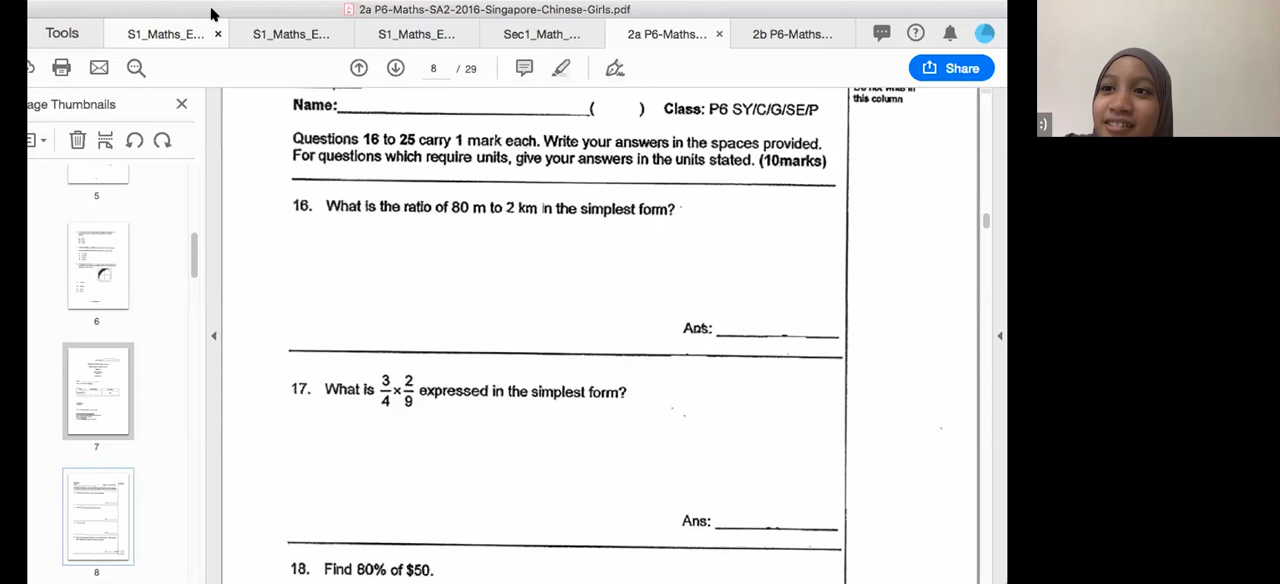 2a P6-Maths-SA2-2016-Singapore-Chinese-Girls.pdf
Tools
S1_Maths_E... ×
S1_Maths_E...
S1_Maths_E...
Sec1_Math_...
2a P6-Maths... ×
2b P6-Maths...
8 / 29
Share
age Thumbnails
5
6
7
8
this column
Name:______________( ) Class: P6 SY/C/G/SE/P
Questions 16 to 25 carry 1 mark each. Write your answers in the spaces provided.
For questions which require units, give your answers in the units stated. (10marks)
16. What is the ratio of 80 m to 2 km in the simplest form?
Ans: __________
17. What is 3/4 × 2/9 expressed in the simplest form?
Ans: __________
18. Find 80% of $50.
:)